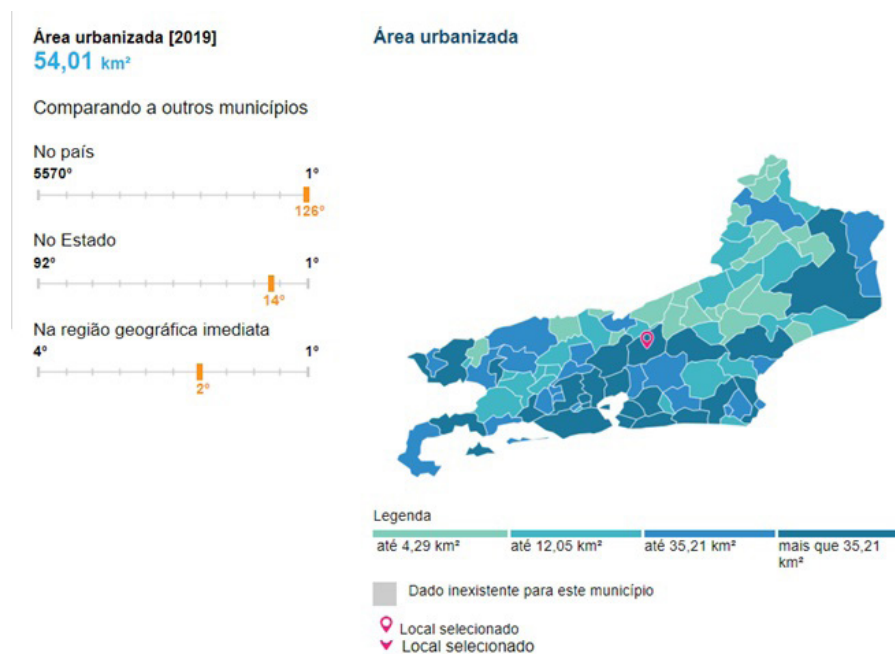 Área urbanizada [2019]
54,01 km²
Comparando a outros municípios
No país
5570º 1º
126º
No Estado
92º 1º
14º
Na região geográfica imediata
4º 1º
2º
Área urbanizada
Legenda
até 4,29 km² até 12,05 km² até 35,21 km² mais que 35,21
km²
Dado inexistente para este município
Local selecionado
Local selecionado